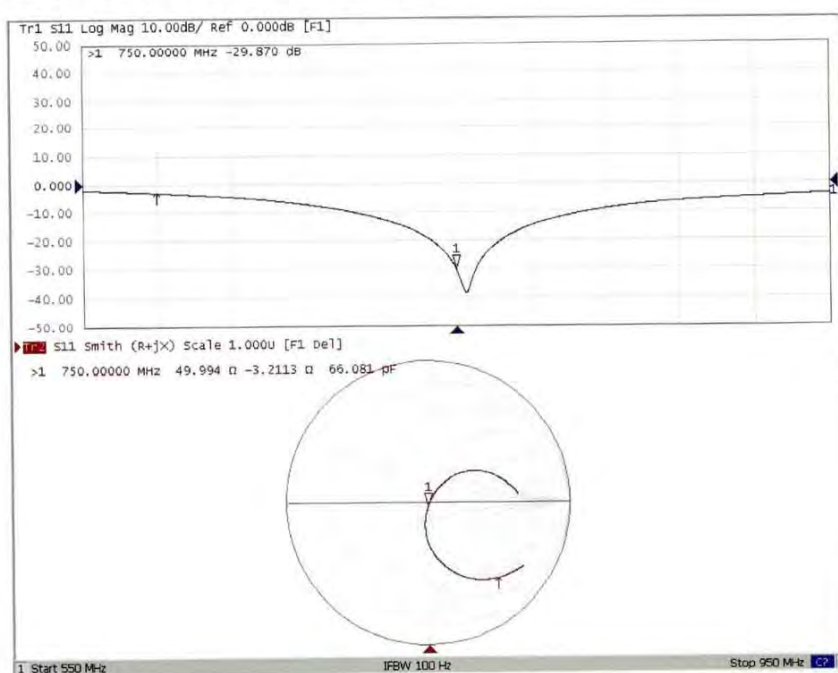 Tr1 S11 Log Mag 10.00dB/ Ref 0.000dB [F1]
50.00
>1 750.00000 MHz -29.870 dB
40.00
30.00
20.00
10.00
0.000
1
-10.00
-20.00
1
-30.00
-40.00
-50.00
Tr2 S11 Smith (R+jX) Scale 1.000U [F1 Del]
>1 750.00000 MHz 49.994 Ω -3.2113 Ω 66.081 pF
1
1 Start 550 MHz IFBW 100 Hz Stop 950 MHz C?